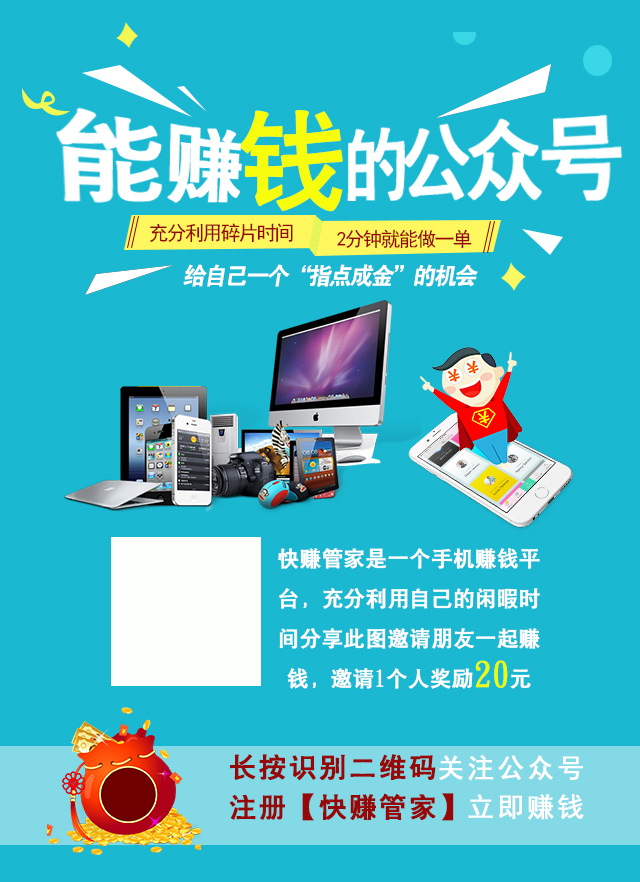 能赚钱的公众号
充分利用碎片时间
2分钟就能做一单
给自己一个“指点成金”的机会
快赚管家是一个手机赚钱平
台，充分利用自己的闲暇时
间分享此图邀请朋友一起赚
钱，邀请1个人奖励20元
长按识别二维码关注公众号
注册【快赚管家】立即赚钱